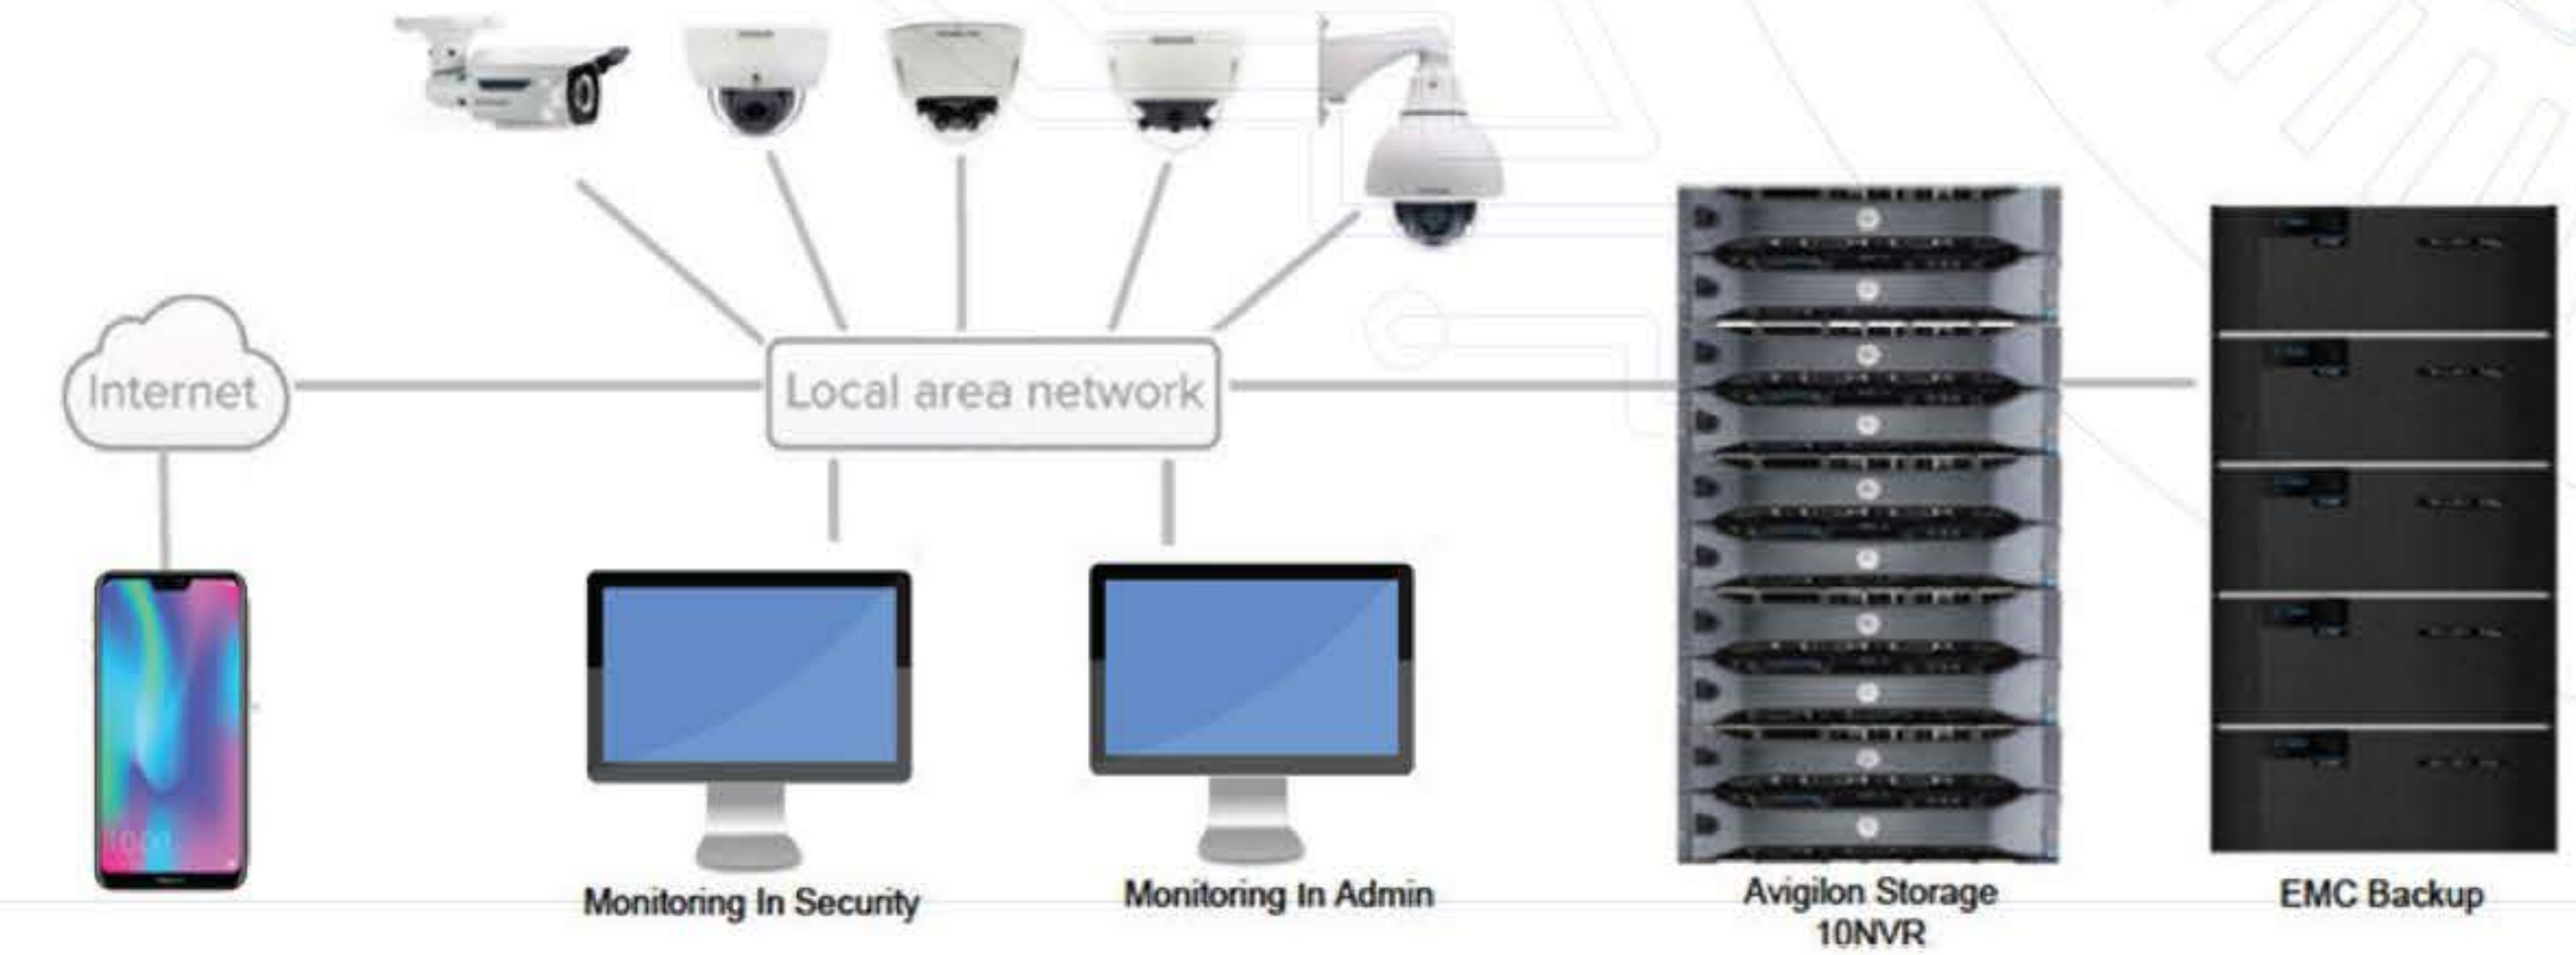 Internet
Local area network
Monitoring In Security
Monitoring In Admin
Avigilon Storage
10NVR
EMC Backup